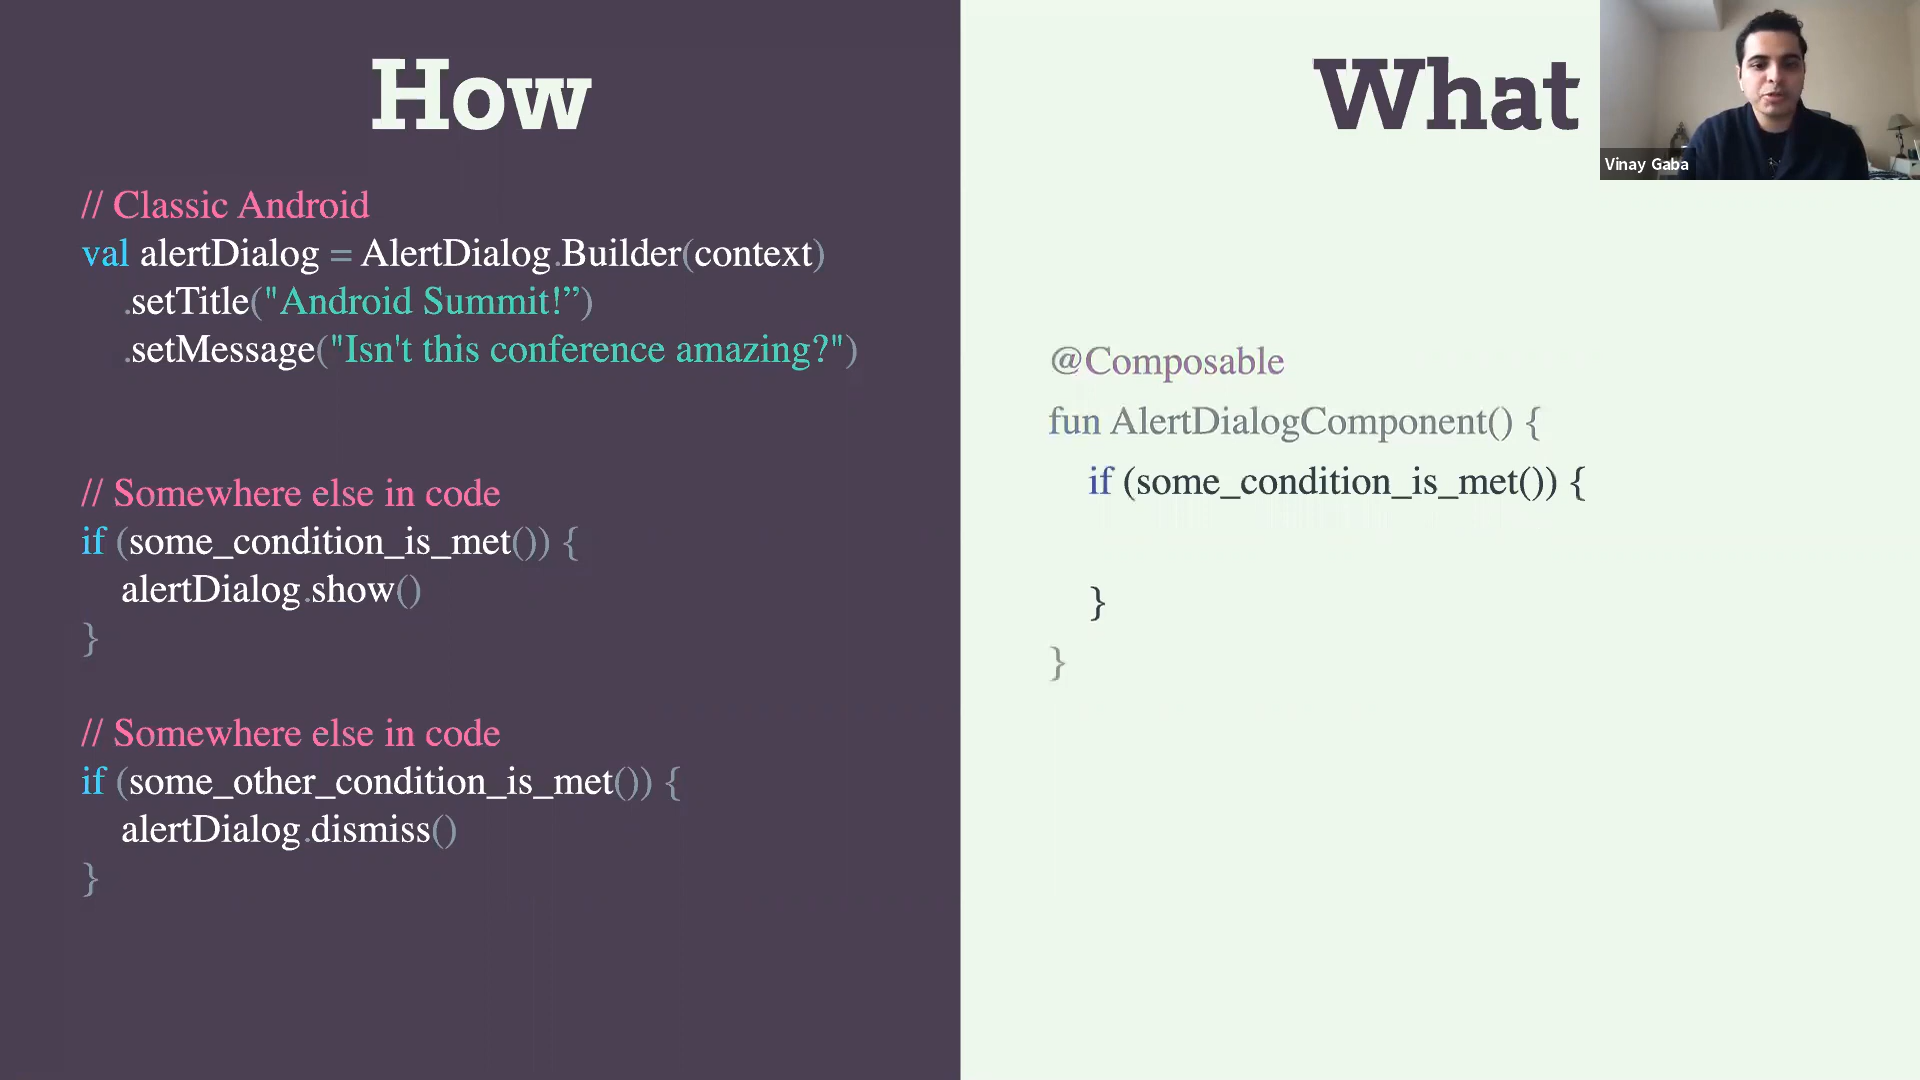 How
// Classic Android
val alertDialog = AlertDialog.Builder(context)
.setTitle("Android Summit!”)
.setMessage("Isn't this conference amazing?")
// Somewhere else in code
if (some_condition_is_met()) {
alertDialog.show()
}
// Somewhere else in code
if (some_other_condition_is_met()) {
alertDialog.dismiss()
}
What
@Composable
fun AlertDialogComponent() {
if (some_condition_is_met()) {
}
}
Vinay Gaba